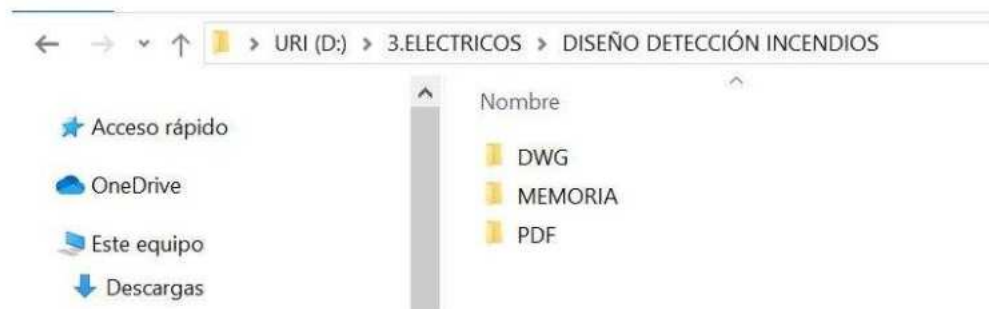 URI (D:) > 3.ELECTRICOS > DISEÑO DETECCIÓN INCENDIOS
Acceso rápido
OneDrive
Este equipo
Descargas
Nombre
DWG
MEMORIA
PDF